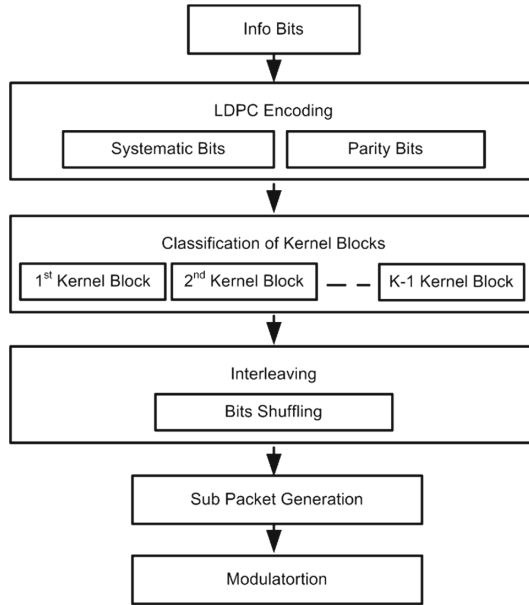 Info Bits
LDPC Encoding
Systematic Bits
Parity Bits
Classification of Kernel Blocks
1st Kernel Block
2nd Kernel Block
K-1 Kernel Block
Interleaving
Bits Shuffling
Sub Packet Generation
Modulatortion